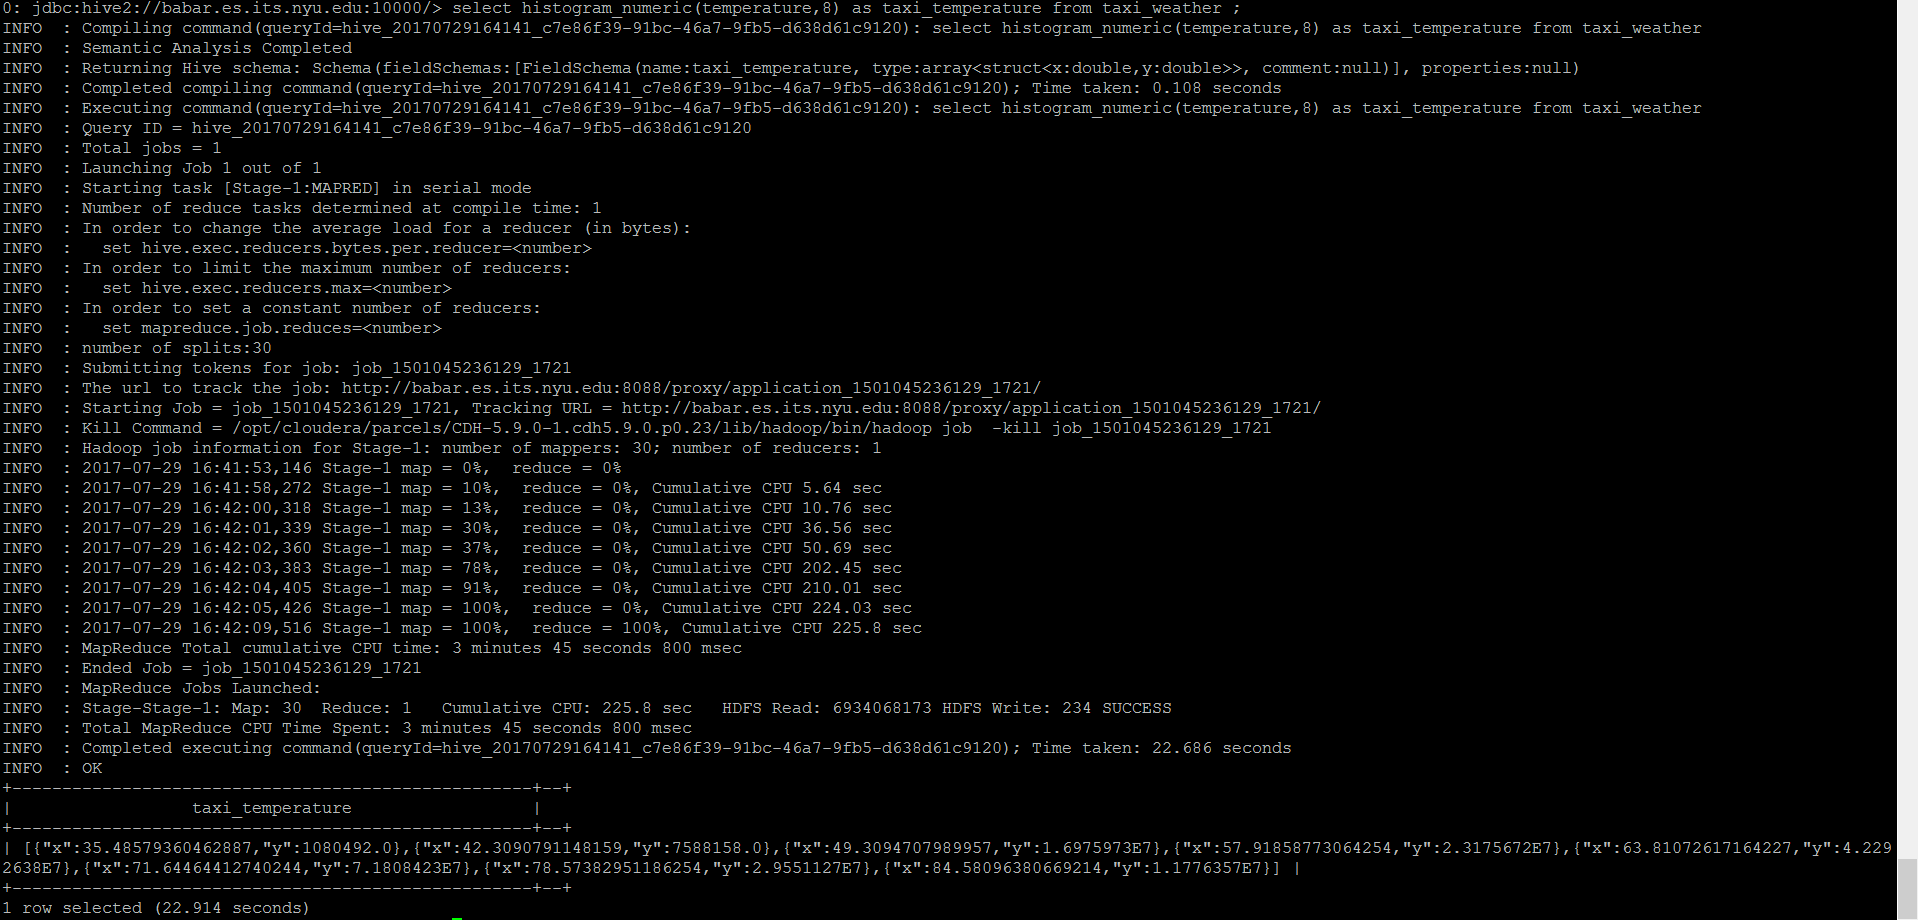 0: jdbc:hive2://babar.es.its.nyu.edu:10000/> select histogram_numeric(temperature,8) as taxi_temperature from taxi_weather ;
INFO  : Compiling command(queryId=hive_20170729164141_c7e86f39-91bc-46a7-9fb5-d638d61c9120): select histogram_numeric(temperature,8) as taxi_temperature from taxi_weather
INFO  : Semantic Analysis Completed
INFO  : Returning Hive schema: Schema(fieldSchemas:[FieldSchema(name:taxi_temperature, type:array<struct<x:double,y:double>>, comment:null)], properties:null)
INFO  : Completed compiling command(queryId=hive_20170729164141_c7e86f39-91bc-46a7-9fb5-d638d61c9120); Time taken: 0.108 seconds
INFO  : Executing command(queryId=hive_20170729164141_c7e86f39-91bc-46a7-9fb5-d638d61c9120): select histogram_numeric(temperature,8) as taxi_temperature from taxi_weather
INFO  : Query ID = hive_20170729164141_c7e86f39-91bc-46a7-9fb5-d638d61c9120
INFO  : Total jobs = 1
INFO  : Launching Job 1 out of 1
INFO  : Starting task [Stage-1:MAPRED] in serial mode
INFO  : Number of reduce tasks determined at compile time: 1
INFO  : In order to change the average load for a reducer (in bytes):
INFO  :   set hive.exec.reducers.bytes.per.reducer=<number>
INFO  : In order to limit the maximum number of reducers:
INFO  :   set hive.exec.reducers.max=<number>
INFO  : In order to set a constant number of reducers:
INFO  :   set mapreduce.job.reduces=<number>
INFO  : number of splits:30
INFO  : Submitting tokens for job: job_1501045236129_1721
INFO  : The url to track the job: http://babar.es.its.nyu.edu:8088/proxy/application_1501045236129_1721/
INFO  : Starting Job = job_1501045236129_1721, Tracking URL = http://babar.es.its.nyu.edu:8088/proxy/application_1501045236129_1721/
INFO  : Kill Command = /opt/cloudera/parcels/CDH-5.9.0-1.cdh5.9.0.p0.23/lib/hadoop/bin/hadoop job  -kill job_1501045236129_1721
INFO  : Hadoop job information for Stage-1: number of mappers: 30; number of reducers: 1
INFO  : 2017-07-29 16:41:53,146 Stage-1 map = 0%,  reduce = 0%
INFO  : 2017-07-29 16:41:58,272 Stage-1 map = 10%,  reduce = 0%, Cumulative CPU 5.64 sec
INFO  : 2017-07-29 16:42:00,318 Stage-1 map = 13%,  reduce = 0%, Cumulative CPU 10.76 sec
INFO  : 2017-07-29 16:42:01,339 Stage-1 map = 30%,  reduce = 0%, Cumulative CPU 36.56 sec
INFO  : 2017-07-29 16:42:02,360 Stage-1 map = 37%,  reduce = 0%, Cumulative CPU 50.69 sec
INFO  : 2017-07-29 16:42:03,383 Stage-1 map = 78%,  reduce = 0%, Cumulative CPU 202.45 sec
INFO  : 2017-07-29 16:42:04,405 Stage-1 map = 91%,  reduce = 0%, Cumulative CPU 210.01 sec
INFO  : 2017-07-29 16:42:05,426 Stage-1 map = 100%,  reduce = 0%, Cumulative CPU 224.03 sec
INFO  : 2017-07-29 16:42:09,516 Stage-1 map = 100%,  reduce = 100%, Cumulative CPU 225.8 sec
INFO  : MapReduce Total cumulative CPU time: 3 minutes 45 seconds 800 msec
INFO  : Ended Job = job_1501045236129_1721
INFO  : MapReduce Jobs Launched:
INFO  : Stage-Stage-1: Map: 30  Reduce: 1   Cumulative CPU: 225.8 sec   HDFS Read: 6934068173 HDFS Write: 234 SUCCESS
INFO  : Total MapReduce CPU Time Spent: 3 minutes 45 seconds 800 msec
INFO  : Completed executing command(queryId=hive_20170729164141_c7e86f39-91bc-46a7-9fb5-d638d61c9120); Time taken: 22.686 seconds
INFO  : OK
+----------------------------------------------------+--+
|                  taxi_temperature                  |
+----------------------------------------------------+--+
| [{"x":35.48579360462887,"y":1080492.0},{"x":42.3090791148159,"y":7588158.0},{"x":49.3094707989957,"y":1.6975973E7},{"x":57.91858773064254,"y":2.3175672E7},{"x":63.81072617164227,"y":4.229
2638E7},{"x":71.64464412740244,"y":7.1808423E7},{"x":78.57382951186254,"y":2.9551127E7},{"x":84.58096380669214,"y":1.1776357E7}] |
+----------------------------------------------------+--+
1 row selected (22.914 seconds)